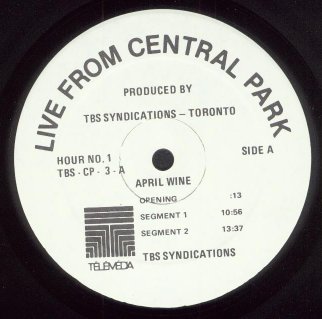 LIVE FROM CENTRAL PARK
PRODUCED BY
TBS SYNDICATIONS – TORONTO
HOUR NO. 1
SIDE A
TBS - CP - 3 - A
APRIL WINE
OPENING :13
SEGMENT 1 10:56
SEGMENT 2 13:37
TÉLÉMÉDIA
TBS SYNDICATIONS